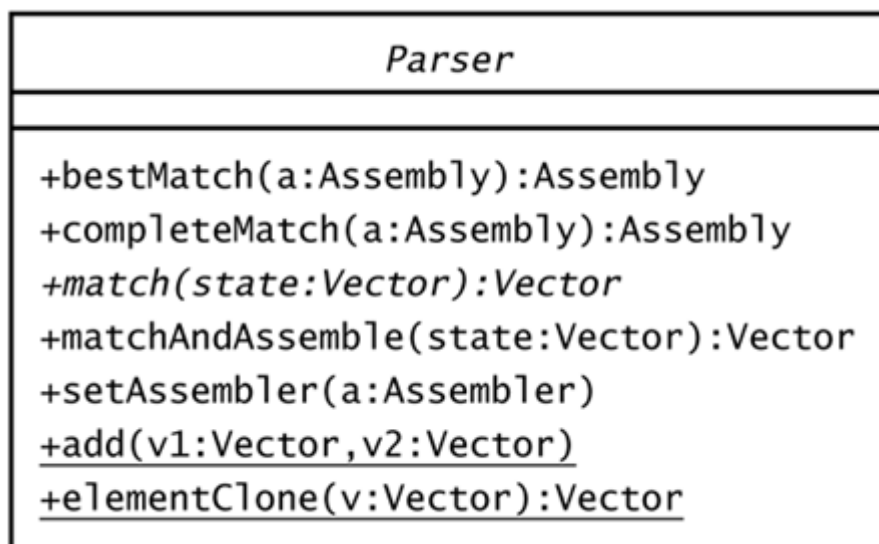 Parser
+bestMatch(a:Assembly):Assembly
+completeMatch(a:Assembly):Assembly
+match(state:Vector):Vector
+matchAndAssemble(state:Vector):Vector
+setAssembler(a:Assembler)
+add(v1:Vector,v2:Vector)
+elementClone(v:Vector):Vector